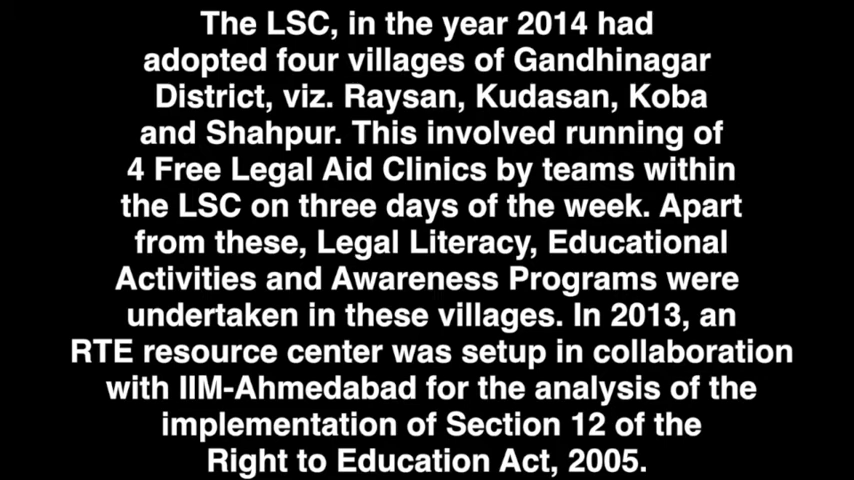 The LSC, in the year 2014 had
adopted four villages of Gandhinagar
District, viz. Raysan, Kudasan, Koba
and Shahpur. This involved running of
4 Free Legal Aid Clinics by teams within
the LSC on three days of the week. Apart
from these, Legal Literacy, Educational
Activities and Awareness Programs were
undertaken in these villages. In 2013, an
RTE resource center was setup in collaboration
with IIM-Ahmedabad for the analysis of the
implementation of Section 12 of the
Right to Education Act, 2005.